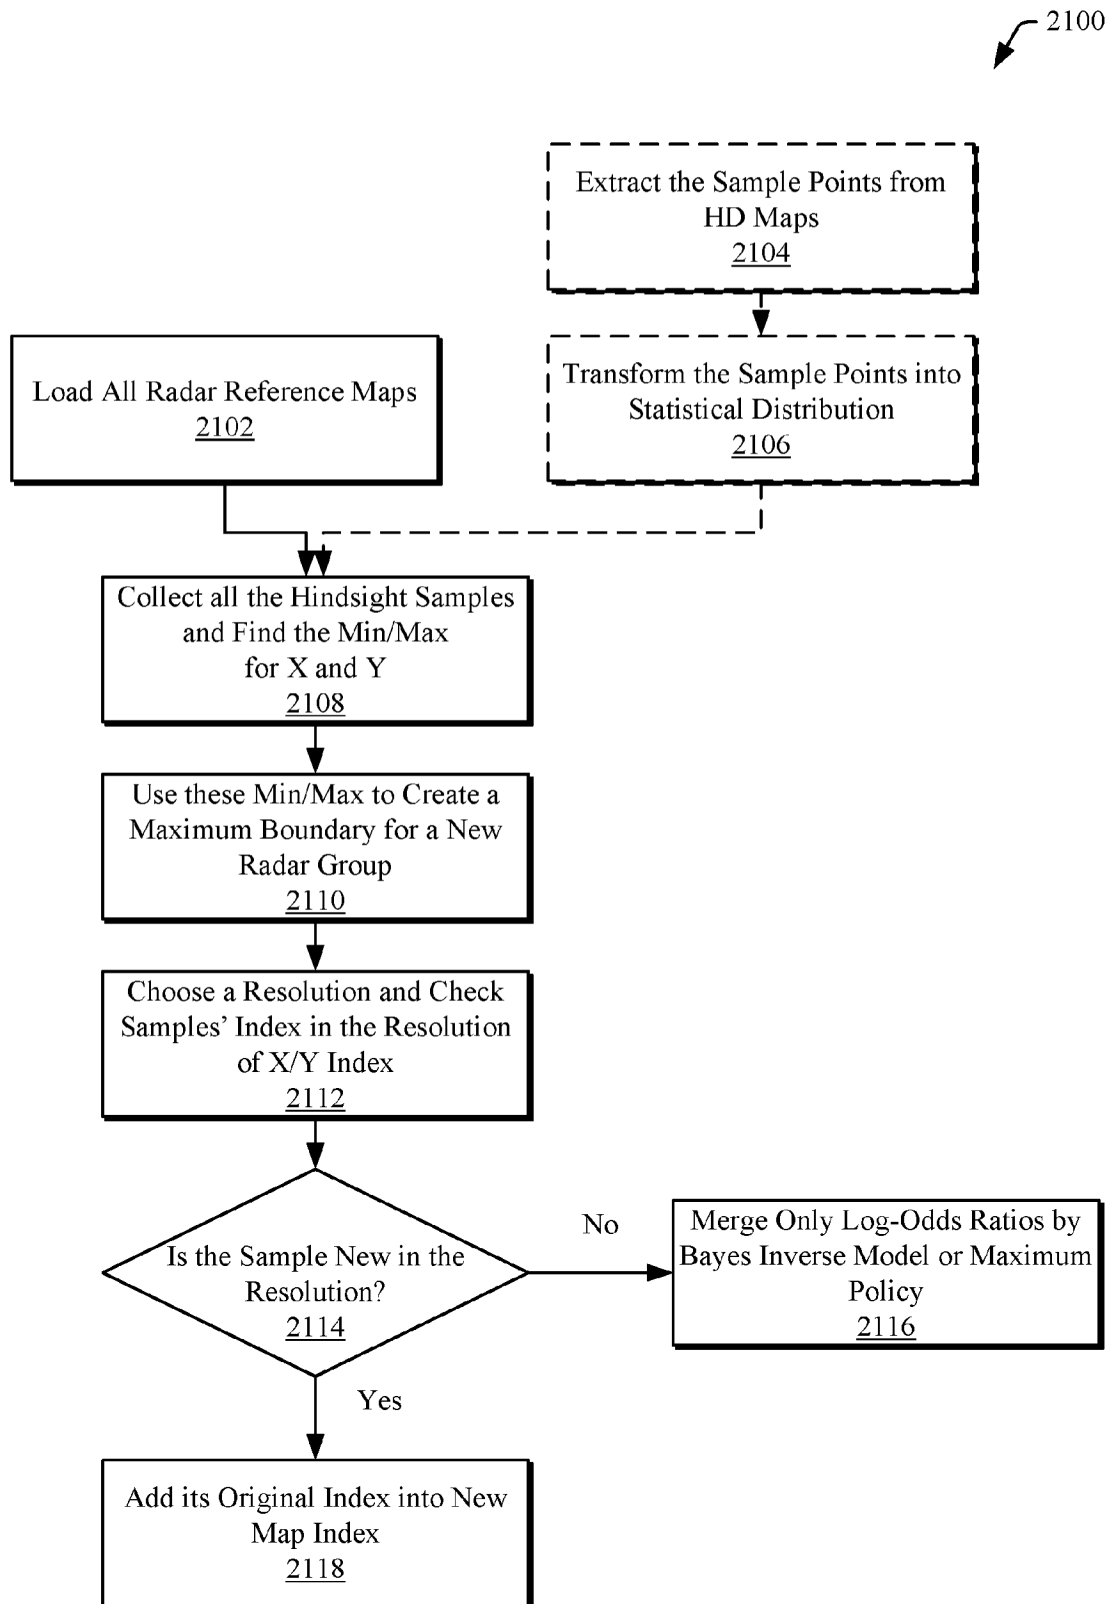 2100
Extract the Sample Points from
HD Maps
2104
Load All Radar Reference Maps
2102
Transform the Sample Points into
Statistical Distribution
2106
Collect all the Hindsight Samples
and Find the Min/Max
for X and Y
2108
Use these Min/Max to Create a
Maximum Boundary for a New
Radar Group
2110
Choose a Resolution and Check
Samples’ Index in the Resolution
of X/Y Index
2112
Is the Sample New in the
Resolution?
2114
No
Merge Only Log-Odds Ratios by
Bayes Inverse Model or Maximum
Policy
2116
Yes
Add its Original Index into New
Map Index
2118